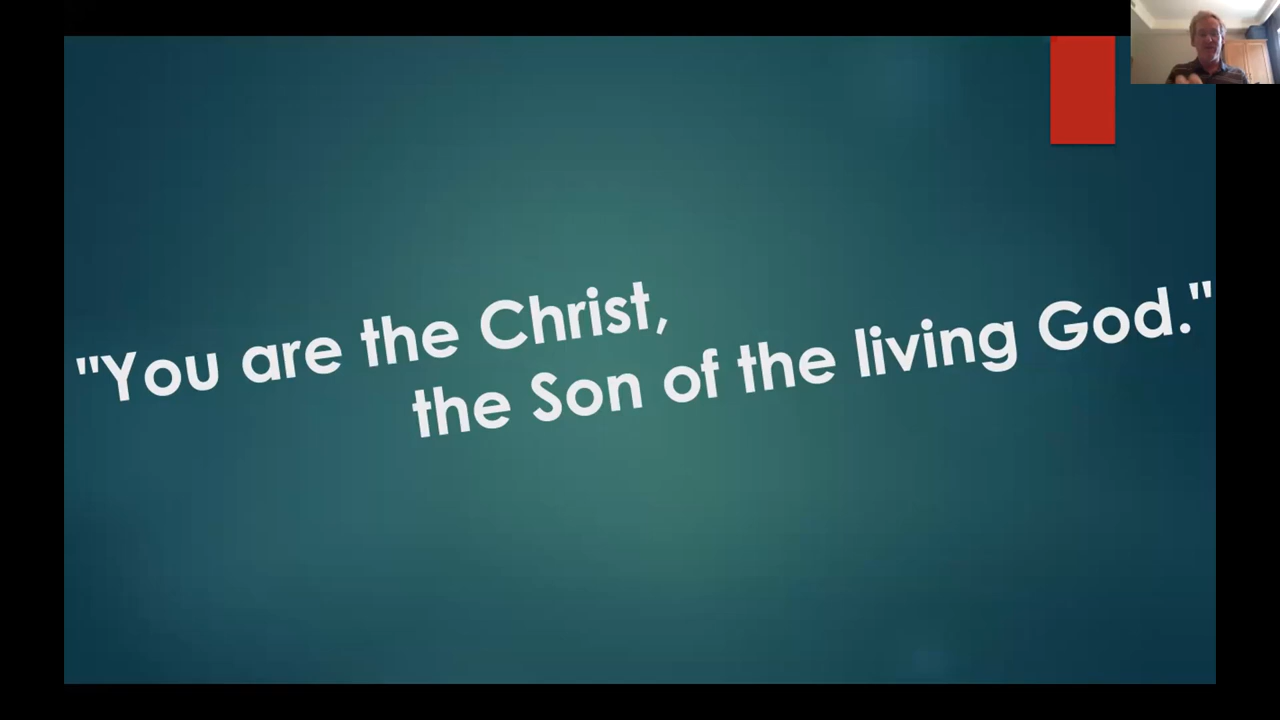 "You are the Christ,
the Son of the living God."